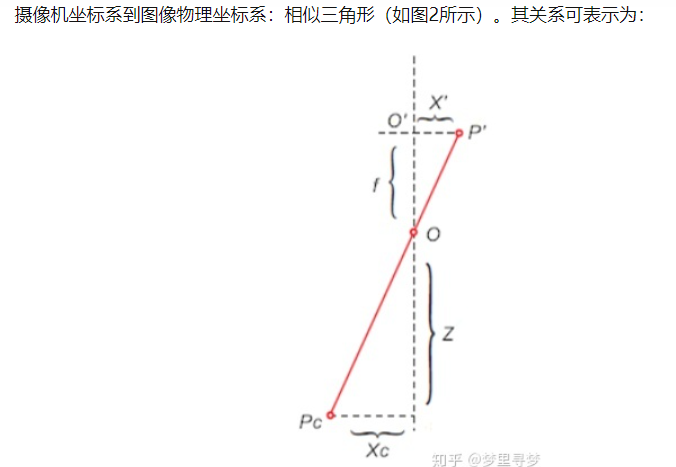 摄像机坐标系到图像物理坐标系：相似三角形（如图2所示）。其关系可表示为：
X'
O'
P'
f
O
Z
Pc
Xc
知乎 @梦里寻梦